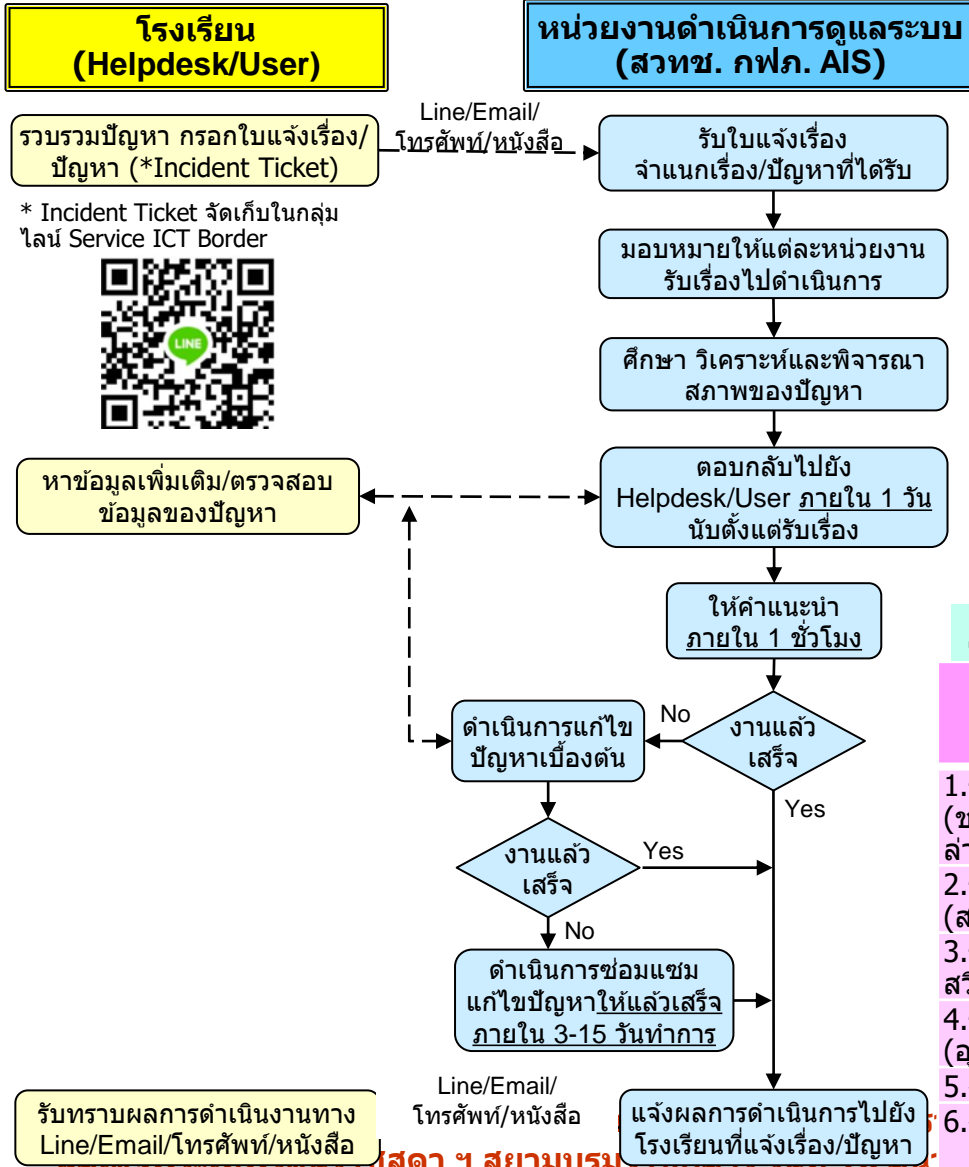 โรงเรียน
(Helpdesk/User)
หน่วยงานดำเนินการดูแลระบบ
(สวทช. กฟภ. AIS)
รวบรวมปัญหา กรอกใบแจ้งเรื่อง/
ปัญหา (*Incident Ticket)
Line/Email/
โทรศัพท์/หนังสือ
รับใบแจ้งเรื่อง
จำแนกเรื่อง/ปัญหาที่ได้รับ
* Incident Ticket จัดเก็บในกลุ่ม
ไลน์ Service ICT Border
LINE
มอบหมายให้แต่ละหน่วยงาน
รับเรื่องไปดำเนินการ
ศึกษา วิเคราะห์และพิจารณา
สภาพของปัญหา
หาข้อมูลเพิ่มเติม/ตรวจสอบ
ข้อมูลของปัญหา
ตอบกลับไปยัง
Helpdesk/User ภายใน 1 วัน
นับตั้งแต่รับเรื่อง
ให้คำแนะนำ
ภายใน 1 ชั่วโมง
ดำเนินการแก้ไข
ปัญหาเบื้องต้น
No
งานแล้ว
เสร็จ
Yes
งานแล้ว
เสร็จ
Yes
No
ดำเนินการซ่อมแซม
แก้ไขปัญหาให้แล้วเสร็จ
ภายใน 3-15 วันทำการ
1.
2.
3.
4.
5.
6.
รับทราบผลการดำเนินงานทาง
Line/Email/โทรศัพท์/หนังสือ
Line/Email/
โทรศัพท์/หนังสือ
แจ้งผลการดำเนินการไปยัง
โรงเรียนที่แจ้งเรื่อง/ปัญหา